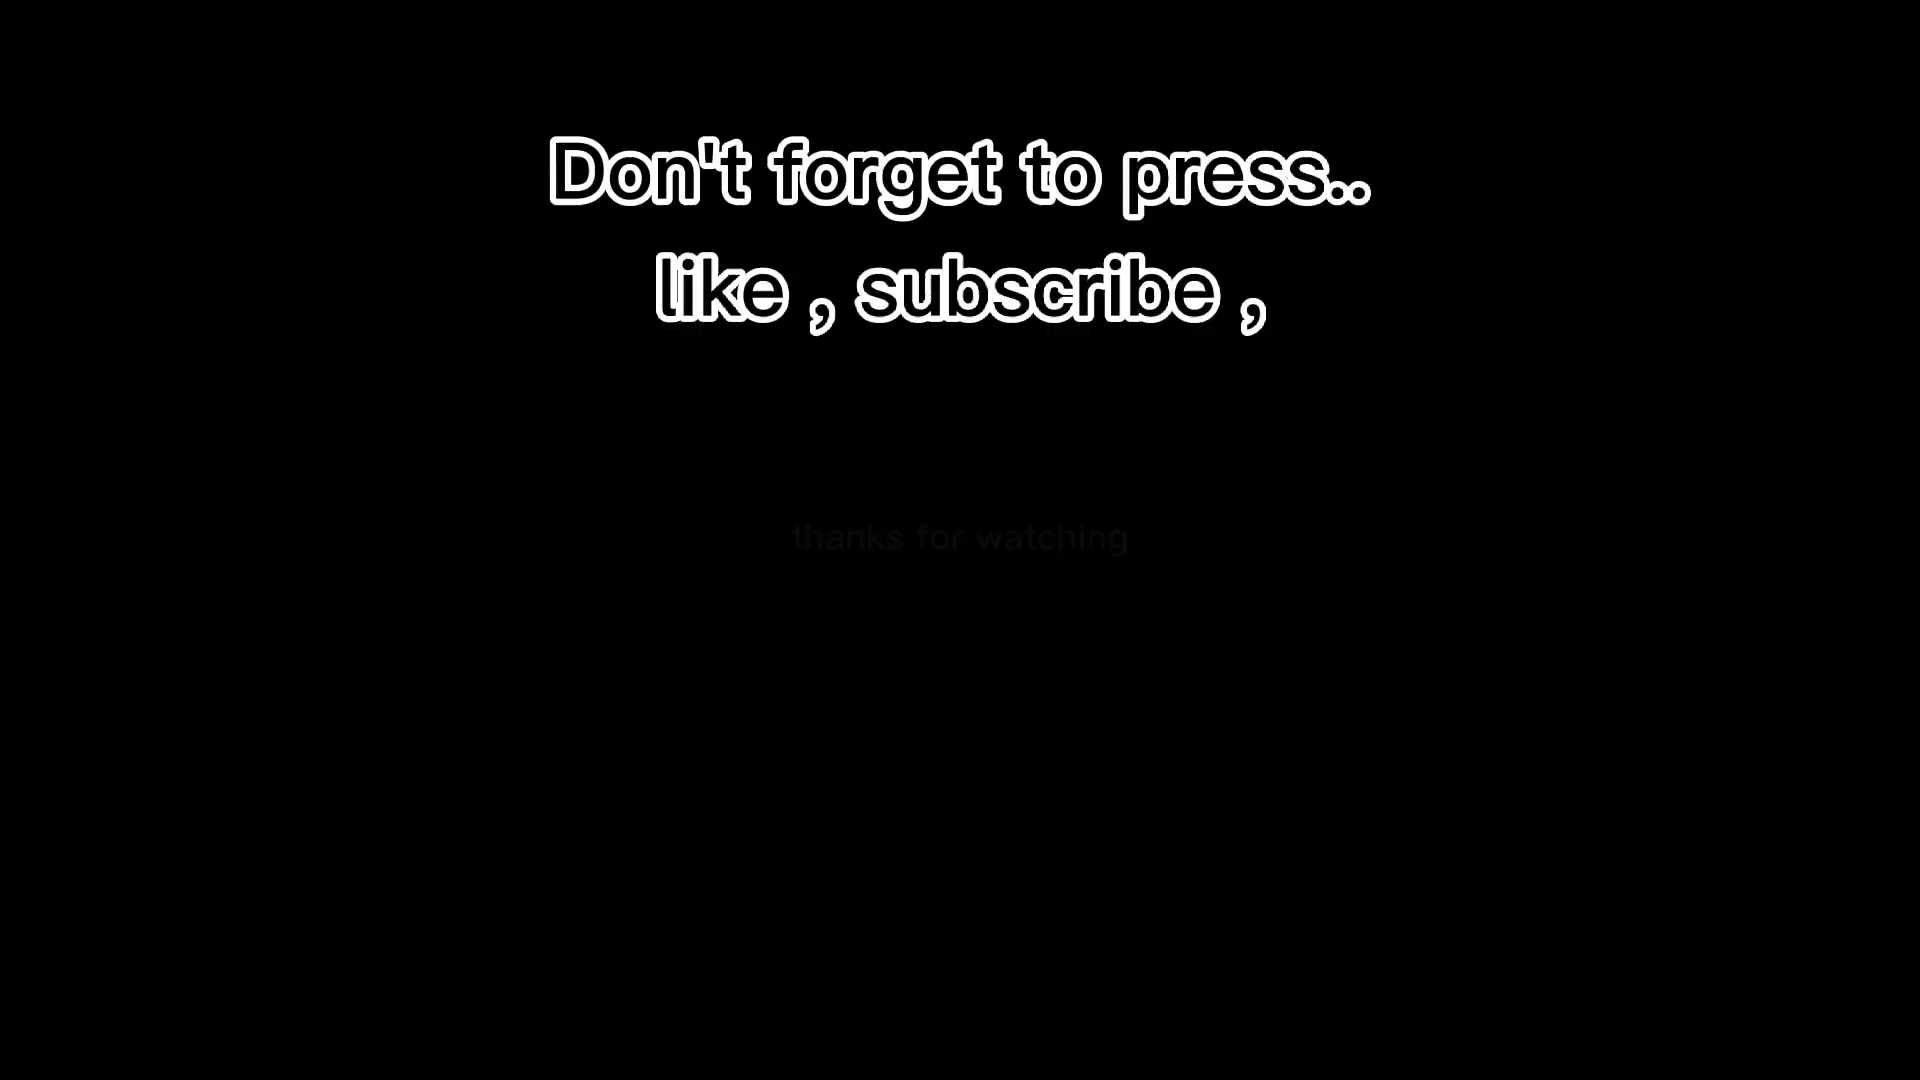 Don't forget to press..
like , subscribe ,
thanks for watching